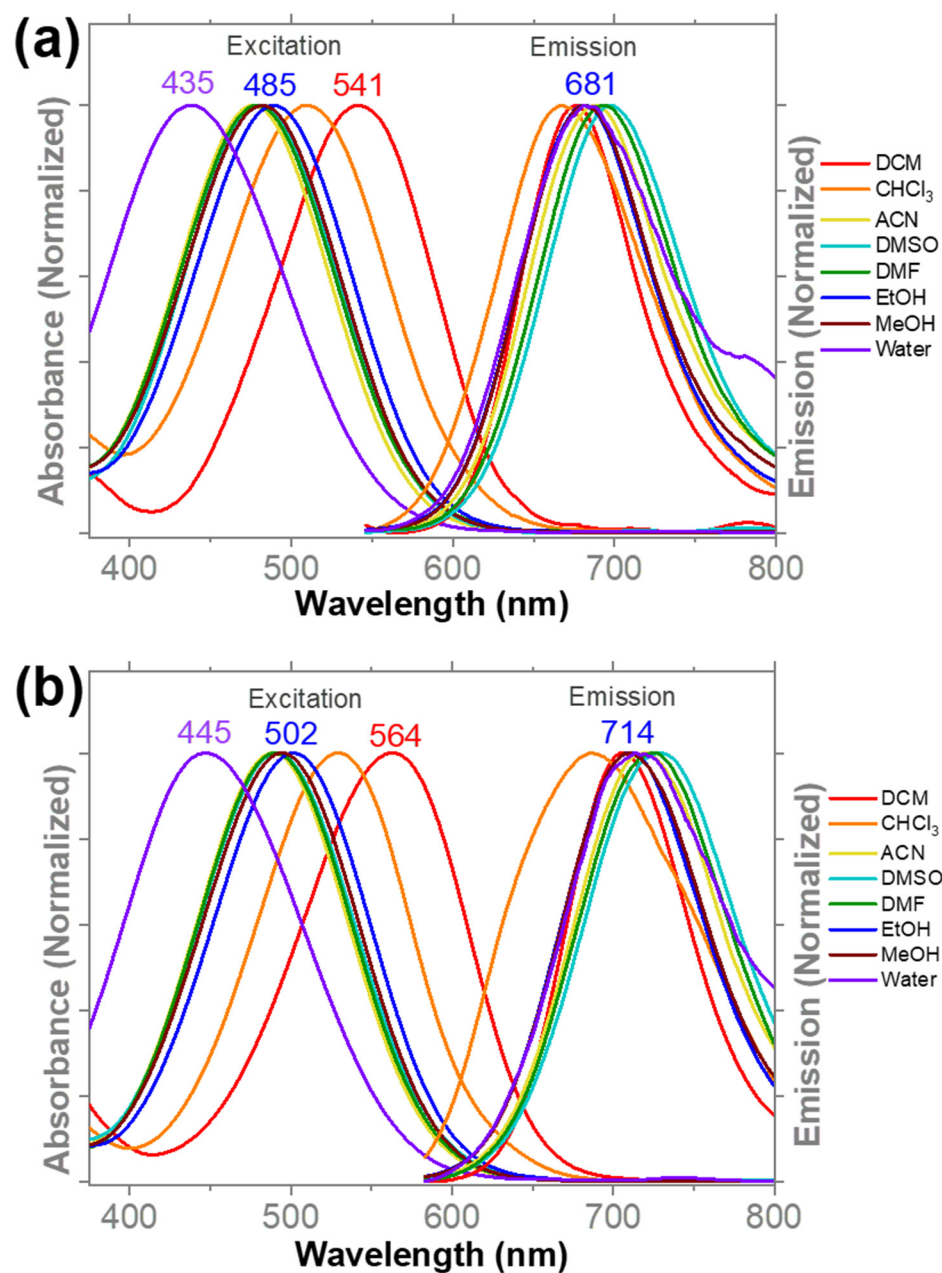 (a)
Excitation Emission
435 485 541 681
Absorbance (Normalized)
Emission (Normalized)
DCM
CHCl₃
ACN
DMSO
DMF
EtOH
MeOH
Water
400 500 600 700 800
Wavelength (nm)
(b)
Excitation Emission
445 502 564 714
Absorbance (Normalized)
Emission (Normalized)
DCM
CHCl₃
ACN
DMSO
DMF
EtOH
MeOH
Water
400 500 600 700 800
Wavelength (nm)